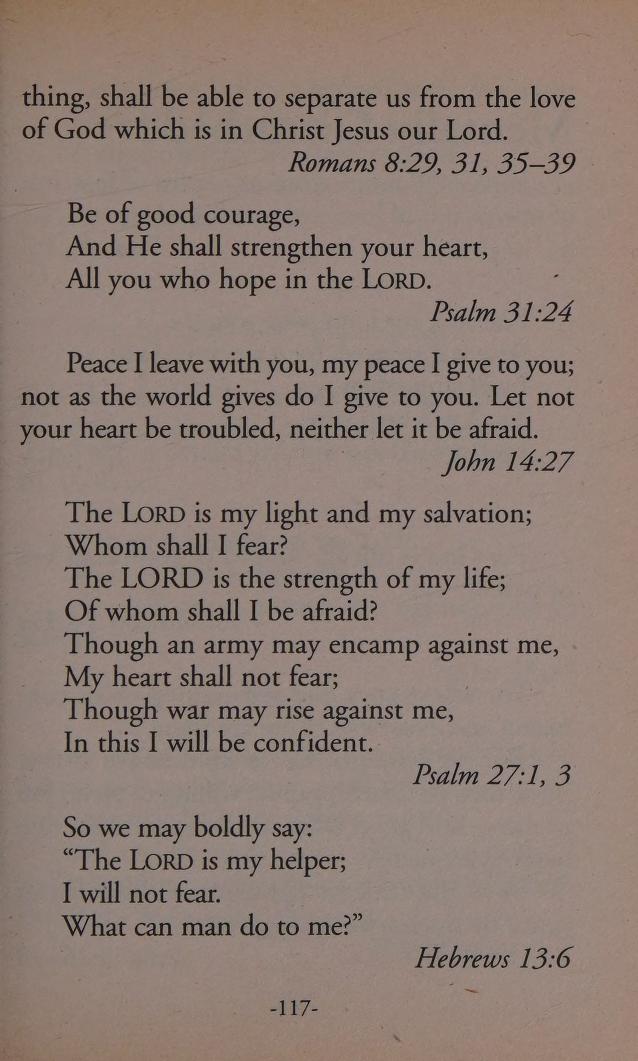 thing, shall be able to separate us from the love
of God which is in Christ Jesus our Lord.
Romans 8:29, 31, 35–39
Be of good courage,
And He shall strengthen your heart,
All you who hope in the LORD.
Psalm 31:24
Peace I leave with you, my peace I give to you;
not as the world gives do I give to you. Let not
your heart be troubled, neither let it be afraid.
John 14:27
The LORD is my light and my salvation;
Whom shall I fear?
The LORD is the strength of my life;
Of whom shall I be afraid?
Though an army may encamp against me,
My heart shall not fear;
Though war may rise against me,
In this I will be confident.
Psalm 27:1, 3
So we may boldly say:
“The LORD is my helper;
I will not fear.
What can man do to me?”
Hebrews 13:6
-117-